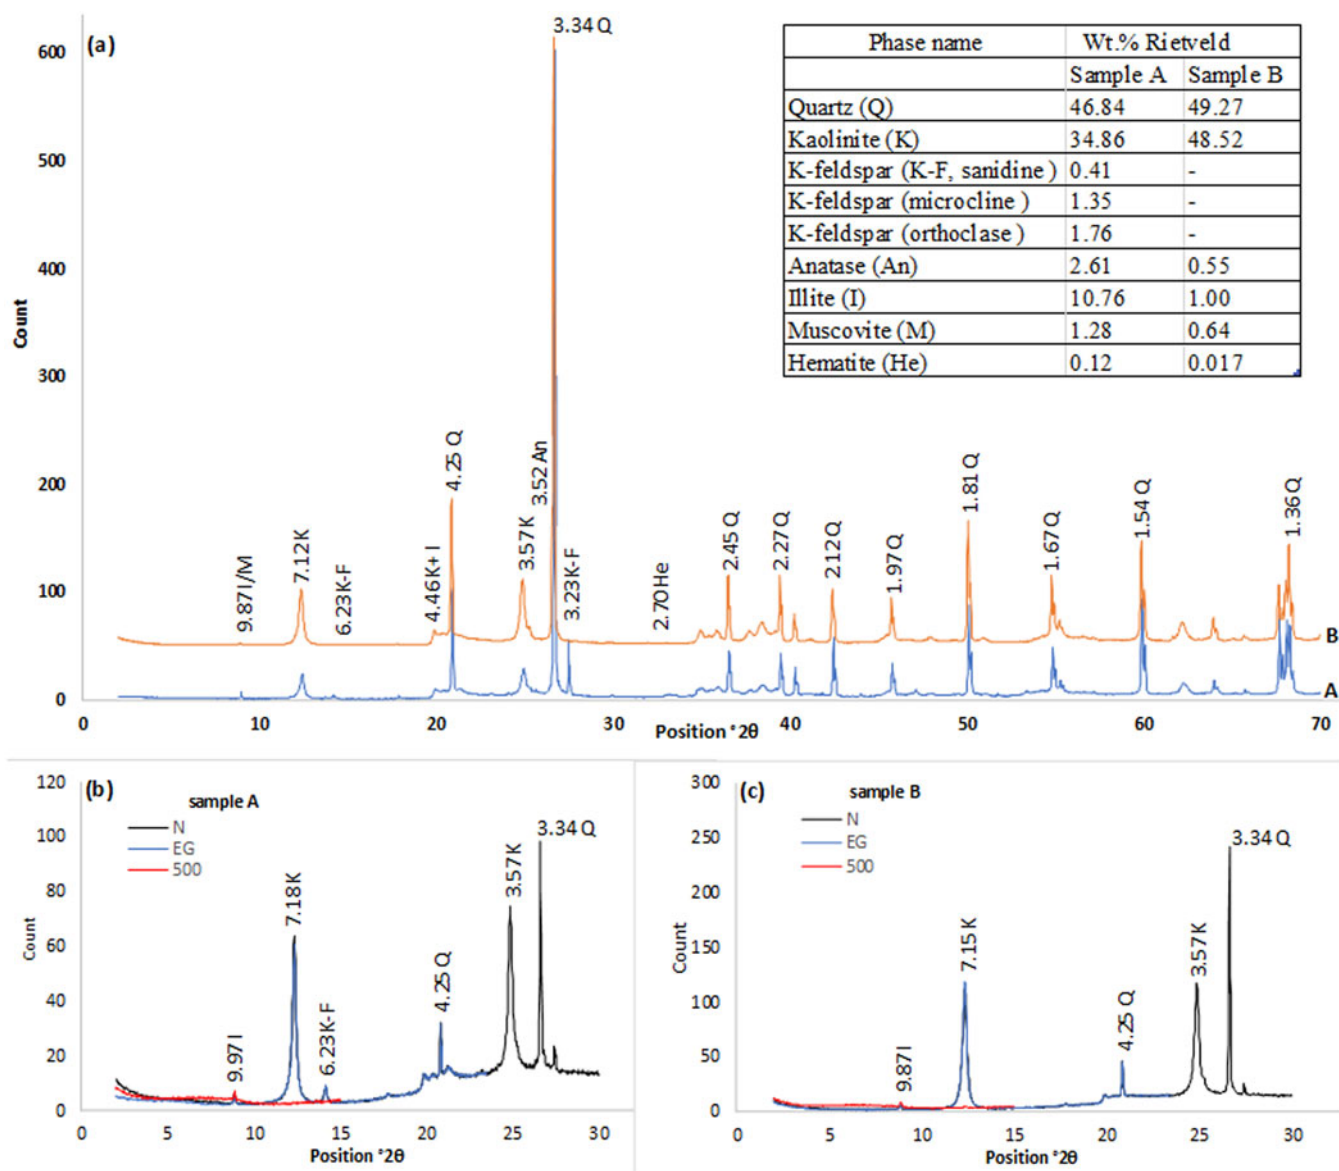 (a)
3.34 Q
Phase name Wt.% Rietveld
Sample A Sample B
Quartz (Q) 46.84 49.27
Kaolinite (K) 34.86 48.52
K-feldspar (K-F, sanidine ) 0.41 -
K-feldspar (microcline ) 1.35 -
K-feldspar (orthoclase ) 1.76 -
Anatase (An) 2.61 0.55
Illite (I) 10.76 1.00
Muscovite (M) 1.28 0.64
Hematite (He) 0.12 0.017
600
500
400
300
200
100
0
Count
9.87 I/M
7.12 K
6.23 K-F
4.46 K+ I
4.25 Q
3.57 K
3.52 An
3.23 K-F
2.70 He
2.45 Q
2.27 Q
2.12 Q
1.97 Q
1.81 Q
1.67 Q
1.54 Q
1.36 Q
B
A
0 10 20 30 40 50 60 70
Position °2θ
(b)
sample A
N
EG
500
120
100
80
60
40
20
0
Count
9.97 I
7.18 K
6.23 K-F
4.25 Q
3.57 K
3.34 Q
0 5 10 15 20 25 30
Position °2θ
(c)
sample B
N
EG
500
300
250
200
150
100
50
0
Count
9.87 I
7.15 K
4.25 Q
3.57 K
3.34 Q
0 5 10 15 20 25 30
Position °2θ